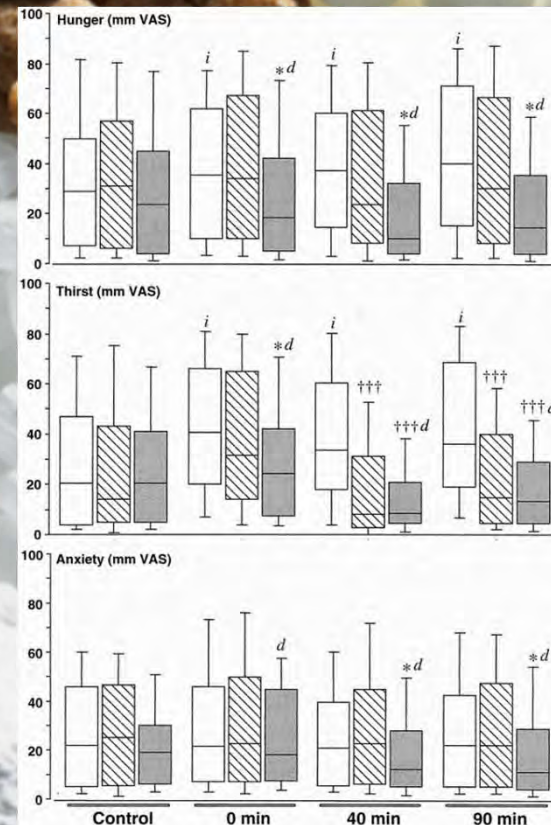 100
Hunger (mm VAS)
80
60
40
20
0
i
*d
i
*d
i
*d
100
Thirst (mm VAS)
80
60
40
20
0
i
*d
i
†††
†††d
i
†††
†††d
100
Anxiety (mm VAS)
80
60
40
20
0
d
*d
*d
Control 0 min 40 min 90 min